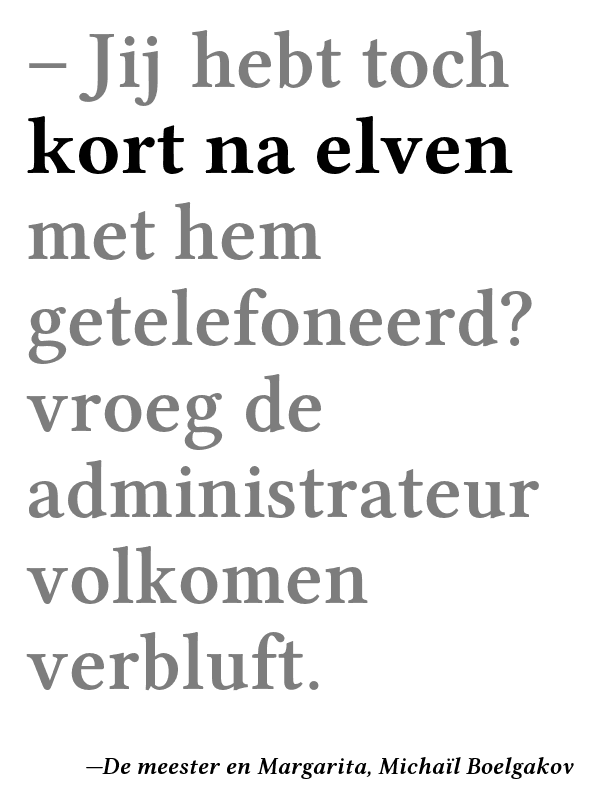 – Jij hebt toch
kort na elven
met hem
getelefoneerd?
vroeg de
administrateur
volkomen
verbluft.
—De meester en Margarita, Michaïl Boelgakov